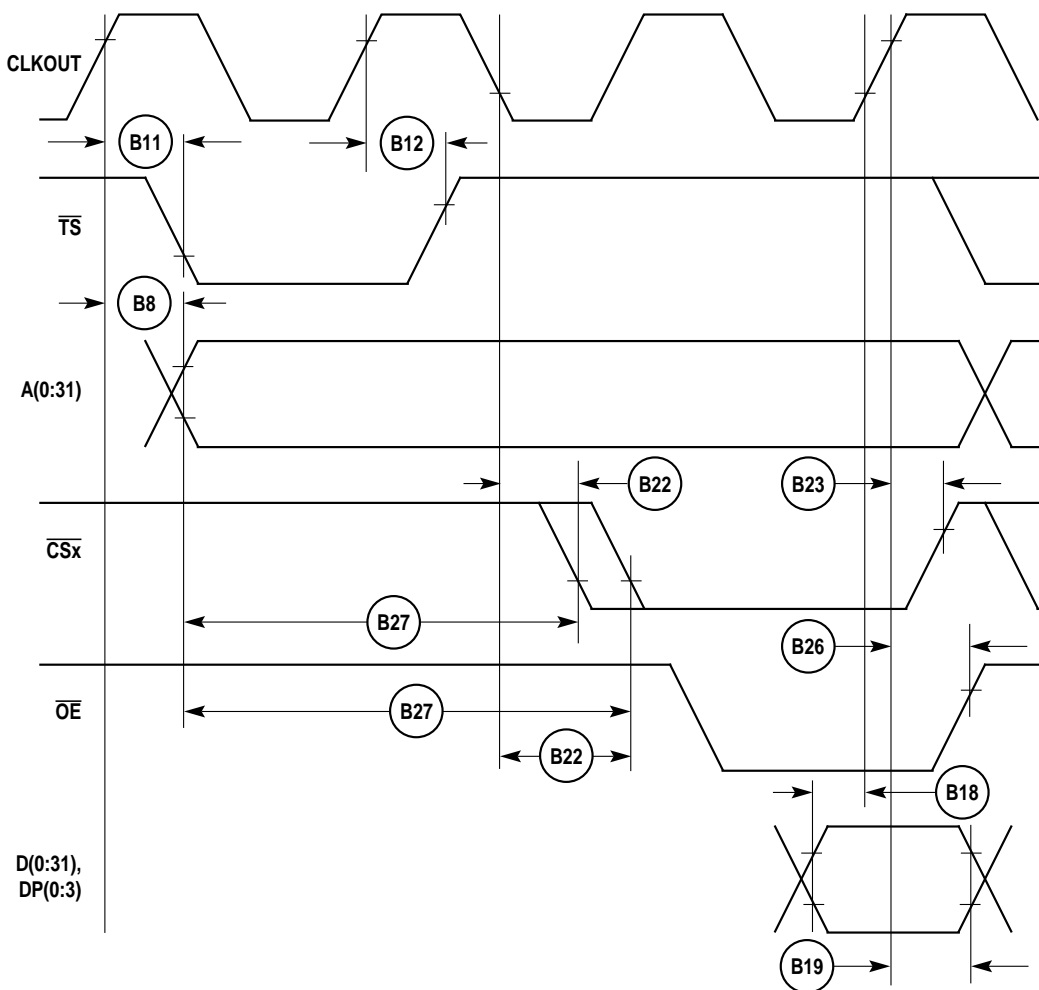 CLKOUT
B11
B12
TS
B8
A(0:31)
B22
B23
CSx
B27
B26
OE
B27
B22
B18
D(0:31),
DP(0:3)
B19